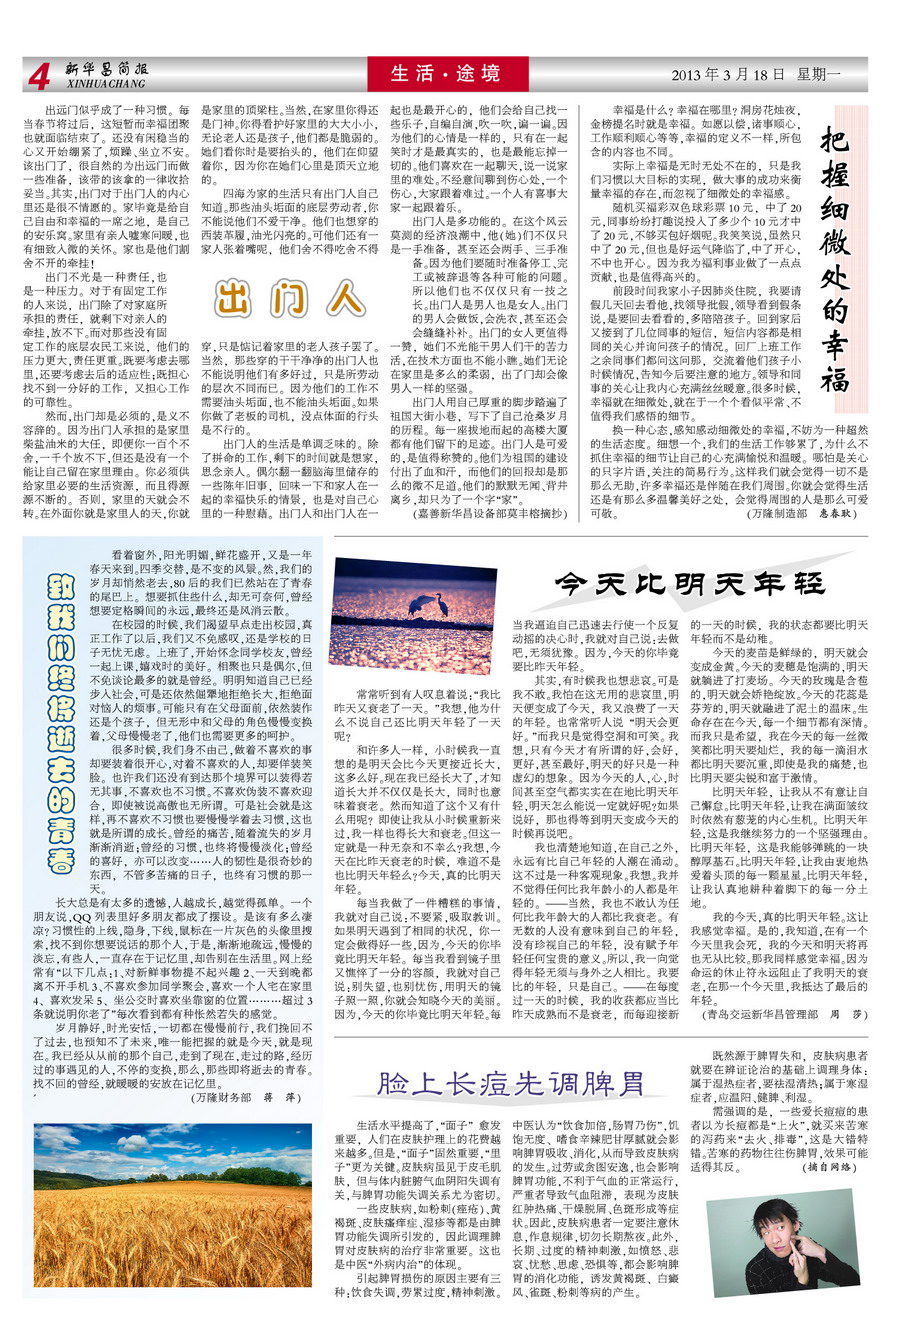 4
新华昌简报
XINHUACHANG
生活·途境
2013 年 3 月 18 日  星期一
出门人
出远门似乎成了一种习惯。每
当春节将过后，这短暂而幸福团聚
也就面临结束了。还没有闲稳当的
心又开始绷紧了,烦躁、坐立不安。
该出门了，很自然的为出远门而做
一些准备，该带的该拿的一律收拾
妥当。其实,出门对于出门人的内心
里还是很不情愿的。家毕竟是给自
己自由和幸福的一席之地，是自己
的安乐窝。家里有亲人嘘寒问暖,也
有细致人微的关怀。家也是他们割
舍不开的牵挂！
出门不光是一种责任,也
是一种压力。对于有固定工作
的人来说，出门除了对家庭所
承担的责任，就剩下对亲人的
牵挂,放不下。而对那些没有固
定工作的底层农民工来说，他们的
压力更大,责任更重。既要考虑去哪
里,还要考虑去后的适应性;既担心
找不到一分好的工作，又担心工作
的可靠性。
然而,出门却是必须的,是义不
容辞的。因为出门人承担的是家里
柴盐油米的大任，即便你一百个不
舍,一千个放不下,但还是没有一个
能让自己留在家里理由。你必须供
给家里必要的生活资源，而且得源
源不断的。否则，家里的天就会不
转。在外面你就是家里人的天,你就
是家里的顶梁柱。当然,在家里你得还
是门神。你得看护好家里的大大小小,
无论老人还是孩子,他们都是脆弱的。
她们看你时是要抬头的，他们在仰望
着你，因为你在她们心里是顶天立地
的。
四海为家的生活只有出门人自己
知道。那些油头垢面的底层劳动者,你
不能说他们不爱干净。他们也想穿的
西装革履,油光闪亮的。可他们还有一
家人张着嘴呢，他们舍不得吃舍不得
穿,只是惦记着家里的老人孩子罢了。
当然，那些穿的干干净净的出门人也
不能说明他们有多好过，只是所劳动
的层次不同而已。因为他们的工作不
需要油头垢面,也不能油头垢面。如果
你做了老板的司机，没点体面的行头
是不行的。
出门人的生活是单调乏味的。除
了拼命的工作,剩下的时间就是想家,
思念亲人。偶尔翻一翻脑海里储存的
一些陈年旧事，回味一下和家人在一
起的幸福快乐的情景，也是对自己心
里的一种慰藉。出门人和出门人在一
起也是最开心的，他们会给自己找一
些乐子,自编自演,吹一吹,谝一谝。因
为他们的心情是一样的，只有在一起
笑时才是最真实的，也是最能忘掉一
切的。他们喜欢在一起聊天,说一说家
里的难处。不经意间聊到伤心处,一个
伤心,大家跟着难过。一个人有喜事大
家一起跟着乐。
出门人是多功能的。在这个风云
莫测的经济浪潮中,他(她)们不仅只
是一手准备，甚至还会两手、三手准
备。因为他们要随时准备停工、完
工或被辞退等各种可能的问题。
所以他们也不仅仅只有一技之
长。出门人是男人也是女人。出门
的男人会做饭,会洗衣,甚至还会
会缝缝补补。出门的女人更值得
一赞，她们不光能干男人们干的苦力
活,在技术方面也不能小瞧。她们无论
在家里是多么的柔弱，出了门却会像
男人一样的坚强。
出门人用自己厚重的脚步踏遍了
祖国大街小巷，写下了自己沧桑岁月
的历程。每一座拔地而起的高楼大厦
都有他们留下的足迹。出门人是可爱
的,是值得称赞的。他们为祖国的建设
付出了血和汗，而他们的回报却是那
么的微不足道。他们的默默无闻、背井
离乡,却只为了一个字“家”。
(嘉善新华昌设备部莫丰榕摘抄)
把握细微处的幸福
幸福是什么？幸福在哪里？洞房花烛夜,
金榜提名时就是幸福。如愿以偿,诸事顺心,
工作顺利顺心等等,幸福的定义不一样,所包
含的内容也不同。
实际上幸福是无时无处不在的，只是我
们习惯以大目标的实现，做大事的成功来衡
量幸福的存在,而忽视了细微处的幸福感。
随机买福彩双色球彩票 10 元，中了 20
元,同事纷纷打趣说投人了多少个 10 元才中
了 20 元,不够买包好烟呢。我笑笑说,虽然只
中了 20 元,但也是好运气降临了,中了开心,
不中也开心。因为我为福利事业做了一点点
贡献,也是值得高兴的。
前段时间我家小子因肺炎住院，我要请
假几天回去看他,找领导批假,领导看到假条
说,是要回去看看的,多陪陪孩子。回到家后
又接到了几位同事的短信，短信内容都是相
同的关心并询问孩子的情况。回厂上班工作
之余同事们都问这问那，交流着他们孩子小
时候情况,告知今后要注意的地方。领导和同
事的关心让我内心充满丝丝暖意。很多时候,
幸福就在细微处,就在于一个个看似平常、不
值得我们感悟的细节。
换一种心态,感知感动细微处的幸福,不妨为一种超然
的生活态度。细想一个,我们的生活工作够累了,为什么不
抓住幸福的细节让自己的心充满愉悦和温暖。哪怕是关心
的只字片语,关注的简易行为。这样我们就会觉得一切不是
那么无助,许多幸福还是伴随在我们周围。你就会觉得生活
还是有那么多温馨美好之处，会觉得周围的人是那么可爱
可敬。　(万隆制造部　惠春耿)
致我们终将逝去的青春
看着窗外,阳光明媚,鲜花盛开,又是一年
春天来到。四季交替,是不变的风景。然,我们的
岁月却悄然老去,80 后的我们已然站在了青春
的尾巴上。想要抓住些什么,却无可奈何,曾经
想要定格瞬间的永远,最终还是风消云散。
在校园的时候,我们渴望早点走出校园,真
正工作了以后,我们又不免感叹,还是学校的日
子无忧无虑。上班了,开始怀念同学校友,曾经
一起上课,嬉戏时的美好。相聚也只是偶尔,但
不免谈论最多的就是曾经。明明知道自己已经
步入社会,可是还依然倔犟地拒绝长大,拒绝面
对恼人的烦事。可能只有在父母面前,依然装作
还是个孩子，但无形中和父母的角色慢慢变换
着,父母慢慢老了,他们也需要更多的呵护。
很多时候,我们身不由己,做着不喜欢的事
却要装着很开心,对着不喜欢的人,却要佯装笑
脸。也许我们还没有到达那个境界可以装得若
无其事,不喜欢也不习惯。不喜欢伪装不喜欢迎
合，即使被说高傲也无所谓。可是社会就是这
样,再不喜欢不习惯也要慢慢学着去习惯,这也
就是所谓的成长。曾经的痛苦,随着流失的岁月
渐渐消逝;曾经的习惯,也终将慢慢淡化;曾经
的喜好，亦可以改变……人的韧性是很奇妙的
东西，不管多苦痛的日子，也终有习惯的那一
天。
长大总是有太多的遗憾,人越成长,越觉得孤单。一个
朋友说,QQ 列表里好多朋友都成了摆设。是该有多么凄
凉？习惯性的上线,隐身,下线,鼠标在一片灰色的头像里搜
索,找不到你想要说话的那个人,于是,渐渐地疏远,慢慢的
淡忘,有些人,一直存在于记忆里,却告别在生活里。网上经
常有“以下几点:1、对新鲜事物提不起兴趣 2、一天到晚都
离不开手机 3、不喜欢参加同学聚会,喜欢一个人宅在家里
4、喜欢发呆 5、坐公交时喜欢坐靠窗的位置………超过 3
条就说明你老了”每次看到都有种怅然若失的感觉。
岁月静好,时光安恬,一切都在慢慢前行,我们挽回不
了过去,也预知不了未来,唯一能把握的就是今天,就是现
在。我已经从从前的那个自己,走到了现在,走过的路,经历
过的事遇见的人,不停的变换,那么,那些即将逝去的青春。
找不回的曾经,就暖暖的安放在记忆里。
(万隆财务部　蒋　萍)
今天比明天年轻
常常听到有人叹息着说:“我比
昨天又衰老了一天。”我想,他为什
么不说自己还比明天年轻了一天
呢?
和许多人一样，小时候我一直
想的是明天会比今天更接近长大,
这多么好。现在我已经长大了,才知
道长大并不仅仅是长大，同时也意
味着衰老。然而知道了这个又有什
么用呢？即使让我从小时候重新来
过,我一样也得长大和衰老。但这一
定就是一种无奈和不幸么?我想,今
天在比昨天衰老的时候，难道不是
也比明天年轻么？今天,真的比明天
年轻。
每当我做了一件糟糕的事情，
我就对自己说:不要紧,吸取教训。
如果明天遇到了相同的状况，你一
定会做得好一些,因为,今天的你毕
竟比明天年轻。每当我看到镜子里
又憔悴了一分的容颜，我就对自己
说:别失望,也别忧伤,用明天的镜
子照一照,你就会知晓今天的美丽。
因为,今天的你毕竟比明天年轻。每
当我逼迫自己迅速去行使一个反复
动摇的决心时,我就对自己说:去做
吧,无须犹豫。因为,今天的你毕竟
要比昨天年轻。
其实,有时候我也想悲哀。可是
我不敢。我怕在这无用的悲哀里,明
天便变成了今天，我又浪费了一天
的年轻。也常常听人说 “明天会更
好。”而我只是觉得空洞和可笑。我
想,只有今天才有所谓的好,会好,
更好,甚至最好,明天的好只是一种
虚幻的想象。因为今天的人,心,时
间甚至空气都实实在在地比明天年
轻,明天怎么能说一定就好呢？如果
说好，那也得等到明天变成今天的
时候再说吧。
我也清楚地知道,在自己之外,
永远有比自己年轻的人潮在涌动。
这不过是一种客观现象。我想。我并
不觉得任何比我年龄小的人都是年
轻的。——当然，我也不敢认为任
何比我年龄大的人都比我衰老。有
无数的人没有意味到自己的年轻，
没有珍视自己的年轻，没有赋予年
轻任何宝贵的意义。所以,我一向觉
得年轻无须与身外之人相比。我要
比的年轻，只是自己。——在每度
过一天的时候，我的收获都应当比
昨天成熟而不是衰老，而每迎接新
的一天的时候，我的状态都要比明天
年轻而不是幼稚。
今天的麦苗是鲜绿的，明天就会
变成金黄。今天的麦穗是饱满的,明天
就躺进了打麦场。今天的玫瑰是含苞
的,明天就会娇艳绽放。今天的花蕊是
芬芳的,明天就融进了泥土的温床。生
命存在在今天,每一个细节都有深情。
而我只是希望，我在今天的每一丝微
笑都比明天要灿烂，我的每一滴泪水
都比明天要沉重,即使是我的痛楚,也
比明天要尖锐和富于激情。
比明天年轻，让我从不有意让自
己懈怠。比明天年轻,让我在满面皱纹
时依然有葱茏的内心生机。比明天年
轻,这是我继续努力的一个坚强理由。
比明天年轻，这是我能够弹跳的一块
醇厚基石。比明天年轻,让我由衷地热
爱着头顶的每一颗星星。比明天年轻,
让我认真地耕种着脚下的每一分土
地。
我的今天,真的比明天年轻。这让
我感觉幸福。是的,我知道,在有一个
今天里我会死，我的今天和明天将再
也无从比较。那我同样感觉幸福。因为
命运的休止符永远阻止了我明天的衰
老,在那一个今天里,我抵达了最后的
年轻。
(青岛交运新华昌管理部　周　莎)
脸上长痘先调脾胃
生活水平提高了,“面子” 愈发
重要，人们在皮肤护理上的花费越
来越多。但是,“面子”固然重要,“里
子”更为关键。皮肤病虽见于皮毛肌
肤，但与体内脏腑气血阴阳失调有
关,与脾胃功能失调关系尤为密切。
一些皮肤病,如粉刺(痤疮)、黄
褐斑、皮肤瘙痒症、湿疹等都是由脾
胃功能失调所引发的，因此调理脾
胃对皮肤病的治疗非常重要。这也
是中医“外病内治”的体现。
引起脾胃损伤的原因主要有三
种:饮食失调,劳累过度,精神刺激。
中医认为“饮食加倍,肠胃乃伤”,饥
饱无度、嗜食辛辣肥甘厚腻就会影
响脾胃吸收,消化,从而导致皮肤病
的发生。过劳或贪图安逸,也会影响
脾胃功能,不利于气血的正常运行,
严重者导致气血阻滞，表现为皮肤
红肿热痛、干燥脱屑、色斑形成等症
状。因此,皮肤病患者一定要注意休
息,作息规律,切勿长期熬夜。此外,
长期、过度的精神刺激,如愤怒、悲
哀、忧愁、思虑、恐惧等,都会影响脾
胃的消化功能，诱发黄褐斑、白癜
风、雀斑、粉刺等病的产生。
既然源于脾胃失和，皮肤病患者
就要在辨证论治的基础上调理身体:
属于湿热症者,要祛湿清热;属于寒湿
症者,应温阳、健脾、利湿。
需强调的是，一些爱长痘痘的患
者以为长痘都是“上火”,就买来苦寒
的泻药来“去火、排毒”,这是大错特
错。苦寒的药物往往伤脾胃,效果可能
适得其反。　(摘自网络)